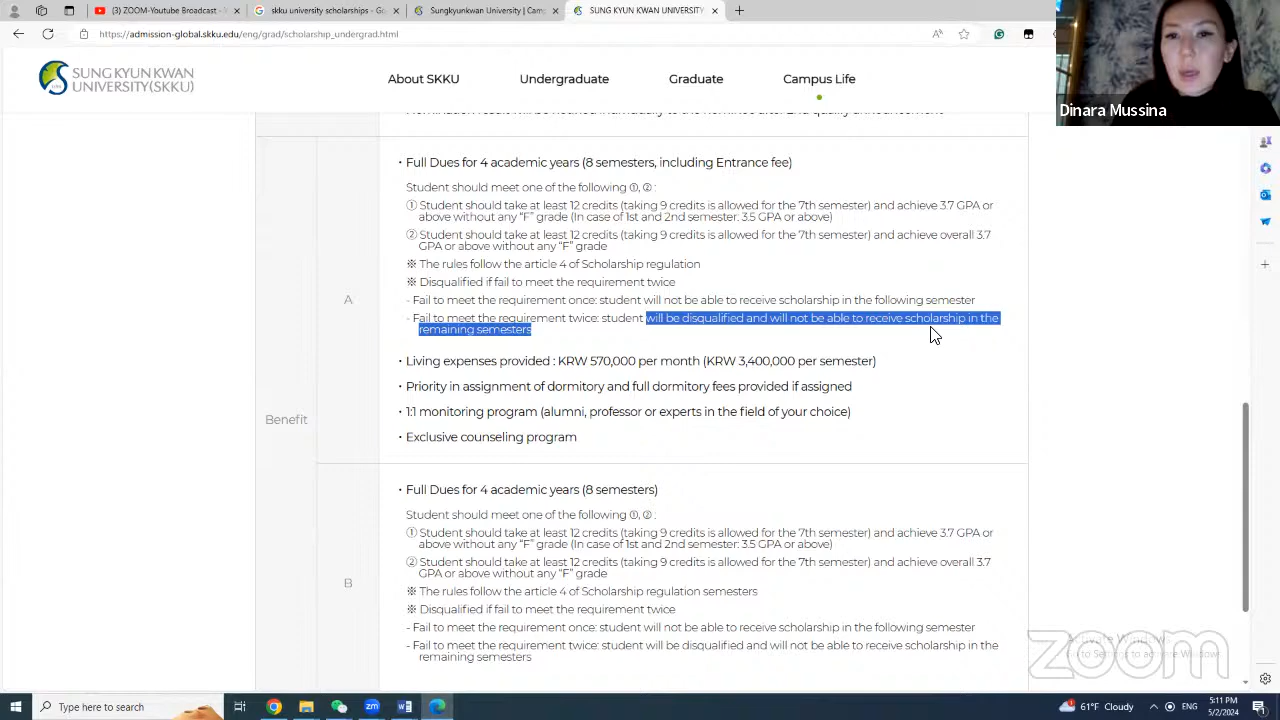 (3) ZOOM-Youtube Broadcast -
skku university scholarships - Go
Sungkyunkwan University | Camp
SUNG KYUN KWAN UNIVERSITY
https://admission-global.skku.edu/eng/grad/scholarship_undergrad.html
SUNG KYUN KWAN
UNIVERSITY(SKKU)
About SKKU
Undergraduate
Graduate
Campus Life
Dinara Mussina
Benefit
A
• Full Dues for 4 academic years (8 semesters, including Entrance fee)
Student should meet one of the following ①, ② :
① Student should take at least 12 credits (taking 9 credits is allowed for the 7th semester) and achieve 3.7 GPA or
above without any “F” grade (In case of 1st and 2nd semester: 3.5 GPA or above)
② Student should take at least 12 credits (taking 9 credits is allowed for the 7th semester) and achieve overall 3.7
GPA or above without any “F” grade
※ The rules follow the article 4 of Scholarship regulation
※ Disqualified if fail to meet the requirement twice
- Fail to meet the requirement once: student will not be able to receive scholarship in the following semester
- Fail to meet the requirement twice: student will be disqualified and will not be able to receive scholarship in the
remaining semesters
• Living expenses provided : KRW 570,000 per month (KRW 3,400,000 per semester)
• Priority in assignment of dormitory and full dormitory fees provided if assigned
• 1:1 monitoring program (alumni, professor or experts in the field of your choice)
• Exclusive counseling program
B
• Full Dues for 4 academic years (8 semesters)
Student should meet one of the following ①, ② :
① Student should take at least 12 credits (taking 9 credits is allowed for the 7th semester) and achieve 3.7 GPA or
above without any “F” grade (In case of 1st and 2nd semester: 3.5 GPA or above)
② Student should take at least 12 credits (taking 9 credits is allowed for the 7th semester) and achieve overall 3.7
GPA or above without any “F” grade
※ The rules follow the article 4 of Scholarship regulation semesters
※ Disqualified if fail to meet the requirement twice
- Fail to meet the requirement once: student will not be able to receive scholarship in the following semester
- Fail to meet the requirement twice: student will be disqualified and will not be able to receive scholarship in the
remaining semesters
Activate Window
to Settings to activate Window
zoom
Type here to search
61°F Cloudy
ENG
5:11 PM
5/2/2024